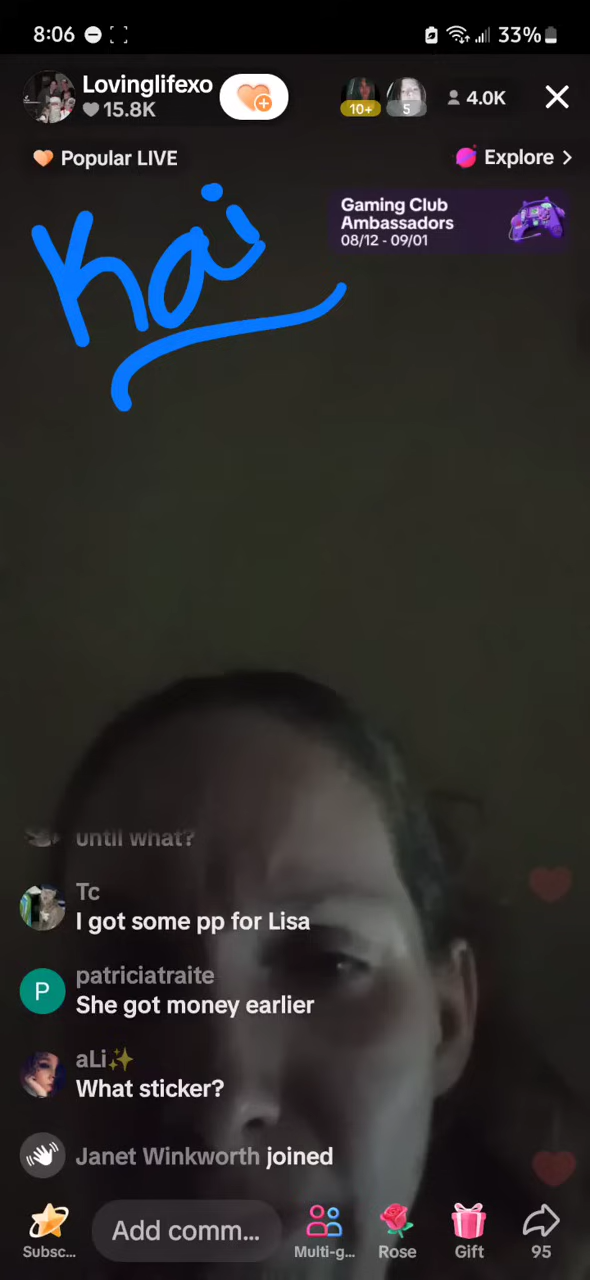 8:06
33%
Lovinglifexo
15.8K
10+
5
4.0K
Popular LIVE
Explore >
Kai
Gaming Club
Ambassadors
08/12 - 09/01
until what?
Tc
I got some pp for Lisa
P
patriciatraite
She got money earlier
aLi✨
What sticker?
Janet Winkworth joined
Add comm...
Subsc...
Multi-g...
Rose
Gift
95